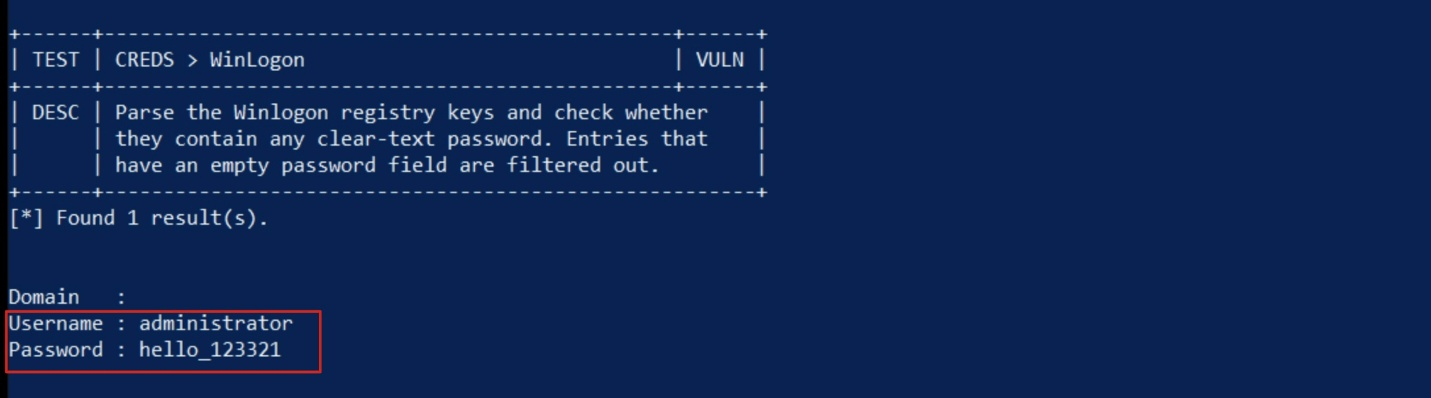 +------+------------------------------------------------+------+
| TEST | CREDS > WinLogon                               | VULN |
+------+------------------------------------------------+------+
| DESC | Parse the Winlogon registry keys and check whether    |
|      | they contain any clear-text password. Entries that    |
|      | have an empty password field are filtered out.        |
+------+-------------------------------------------------------+
[*] Found 1 result(s).
Domain   :
Username : administrator
Password : hello_123321